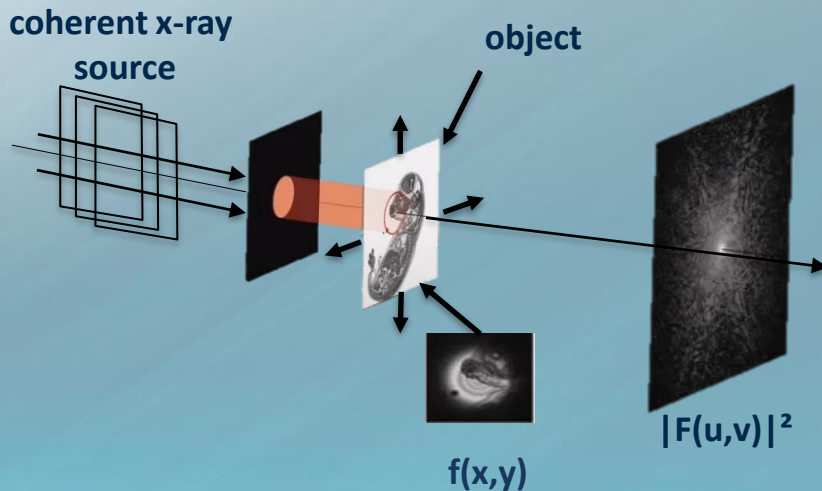 coherent x-ray
source
object
|F(u,v)|²
f(x,y)